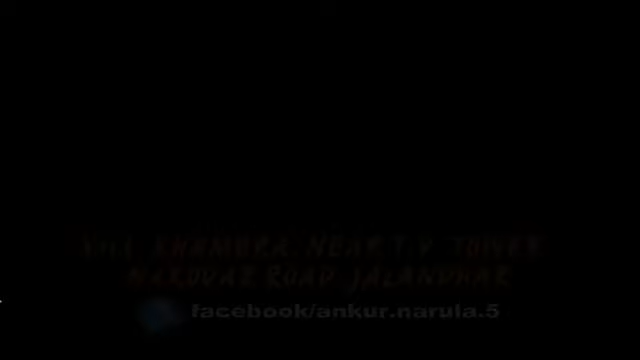 VILL KHAMBRA NEAR T.V TOWER
NAKODAR ROAD JALANDHAR
facebook/ankur.narula.5